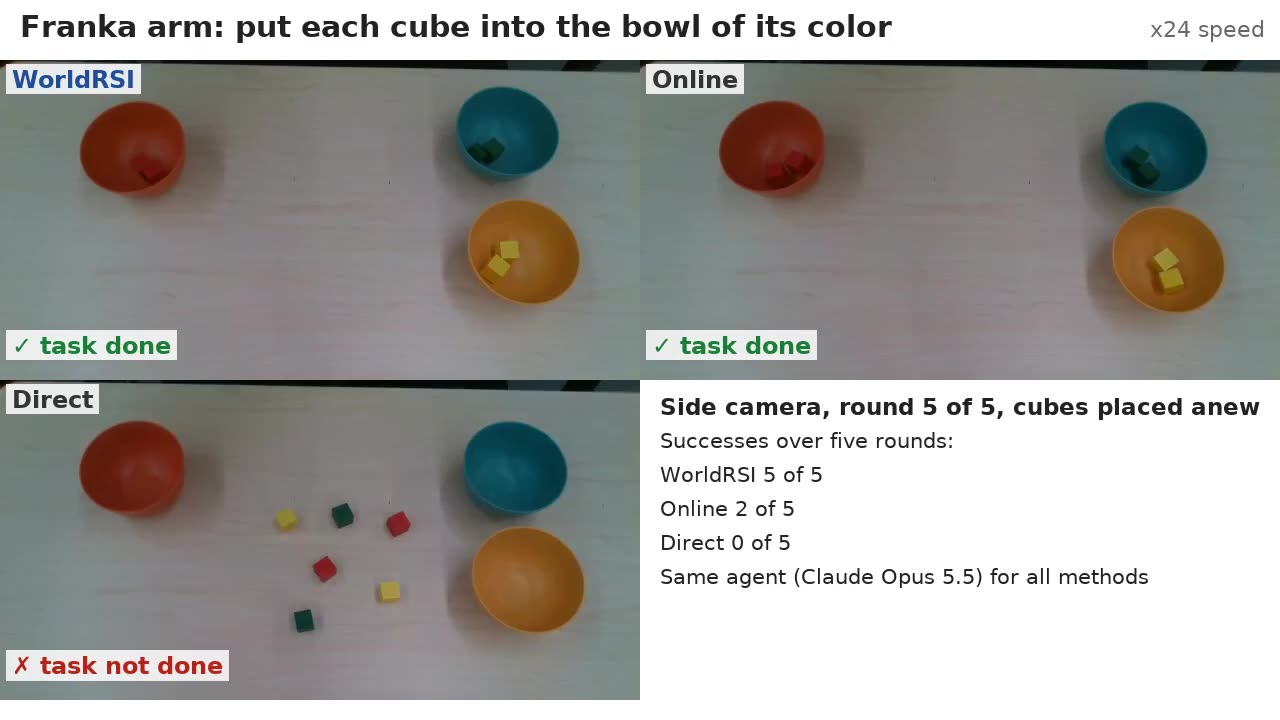 Franka arm: put each cube into the bowl of its color
x24 speed
WorldRSI
Online
✓ task done
✓ task done
Direct
✗ task not done
Side camera, round 5 of 5, cubes placed anew
Successes over five rounds:
WorldRSI 5 of 5
Online 2 of 5
Direct 0 of 5
Same agent (Claude Opus 5.5) for all methods